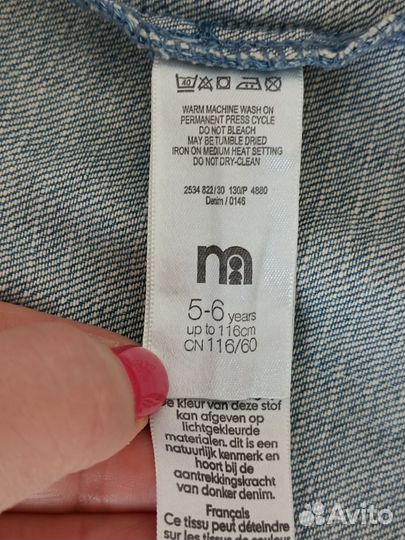 40
WARM MACHINE WASH ON
PERMANENT PRESS CYCLE
DO NOT BLEACH
MAY BE TUMBLE DRIED
IRON ON MEDIUM HEAT SETTING
DO NOT DRY-CLEAN
2534 822/30 130/P 4880
Denim / 0146
m
5-6 years
up to 116cm
CN 116/60
De kleur van deze stof
kan afgeven op
lichtgekleurde
materialen. dit is een
natuurlijk kenmerk en
hoort bij de
aantrekkingskracht
van donker denim.
Français
Ce tissu peut déteindre
sur les tissus de couleur
Avito